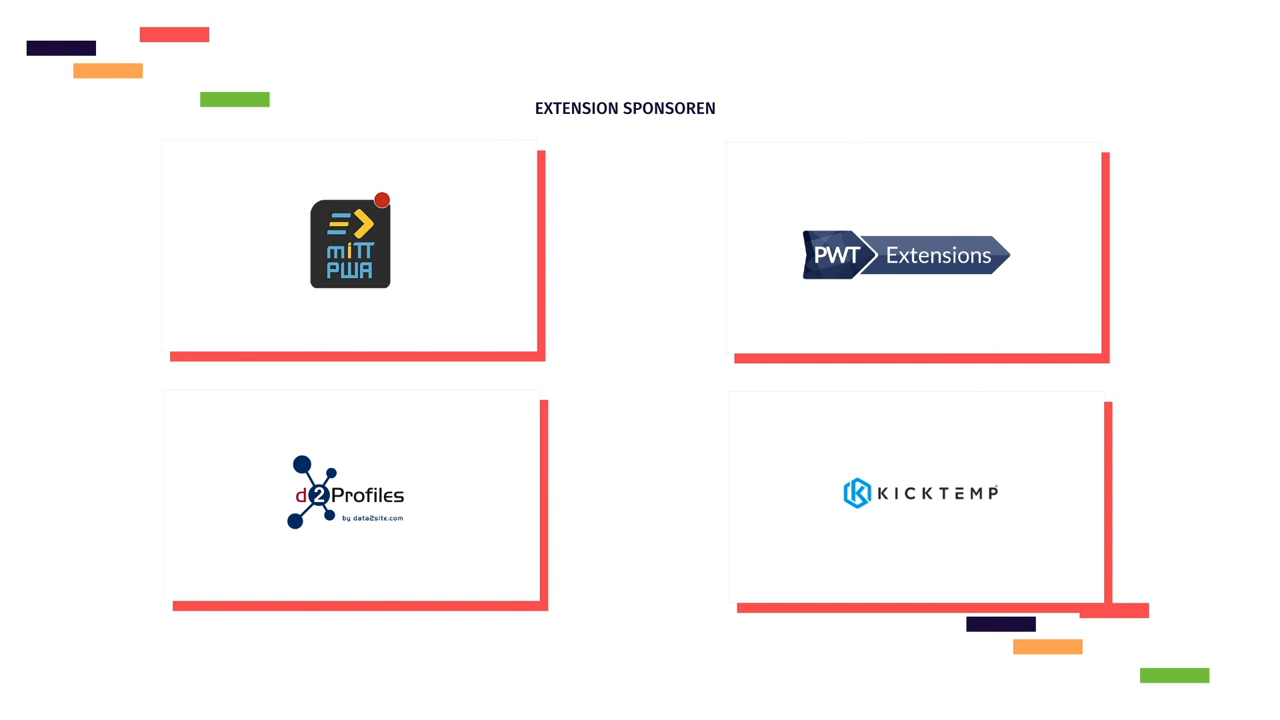 EXTENSION SPONSOREN
miTT
PWA
PWT Extensions
d2Profiles
by data2site.com
KICKTEMP